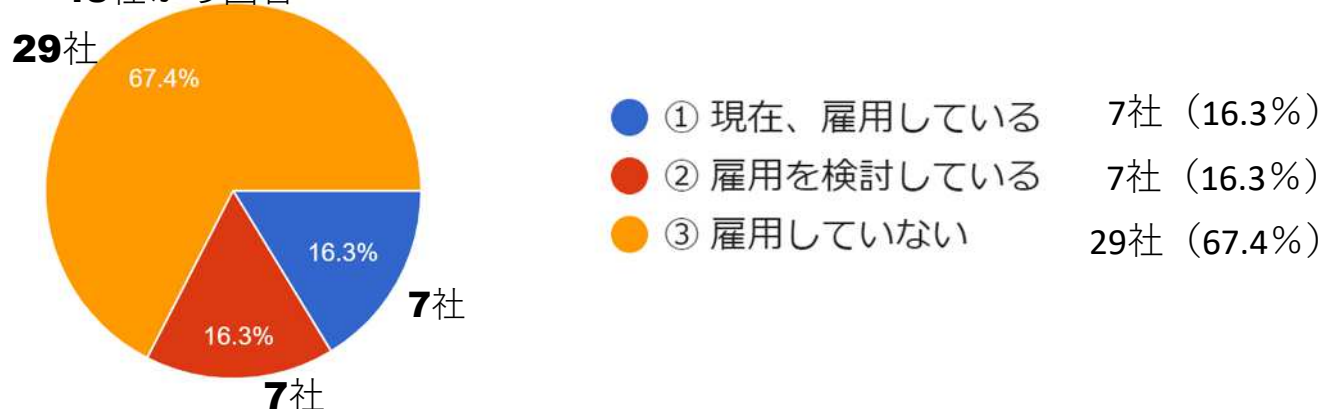 29社
67.4%
16.3%
7社
16.3%
7社
① 現在、雇用している 7社（16.3％）
② 雇用を検討している 7社（16.3％）
③ 雇用していない 29社（67.4％）